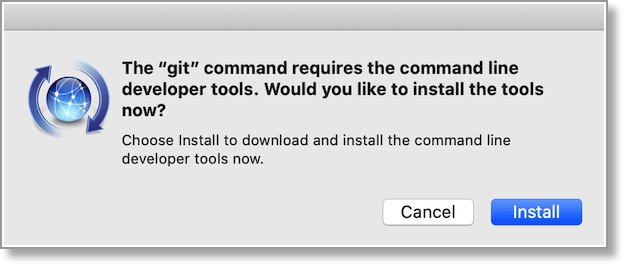 The “git” command requires the command line
developer tools. Would you like to install the tools
now?
Choose Install to download and install the command line
developer tools now.
Cancel
Install